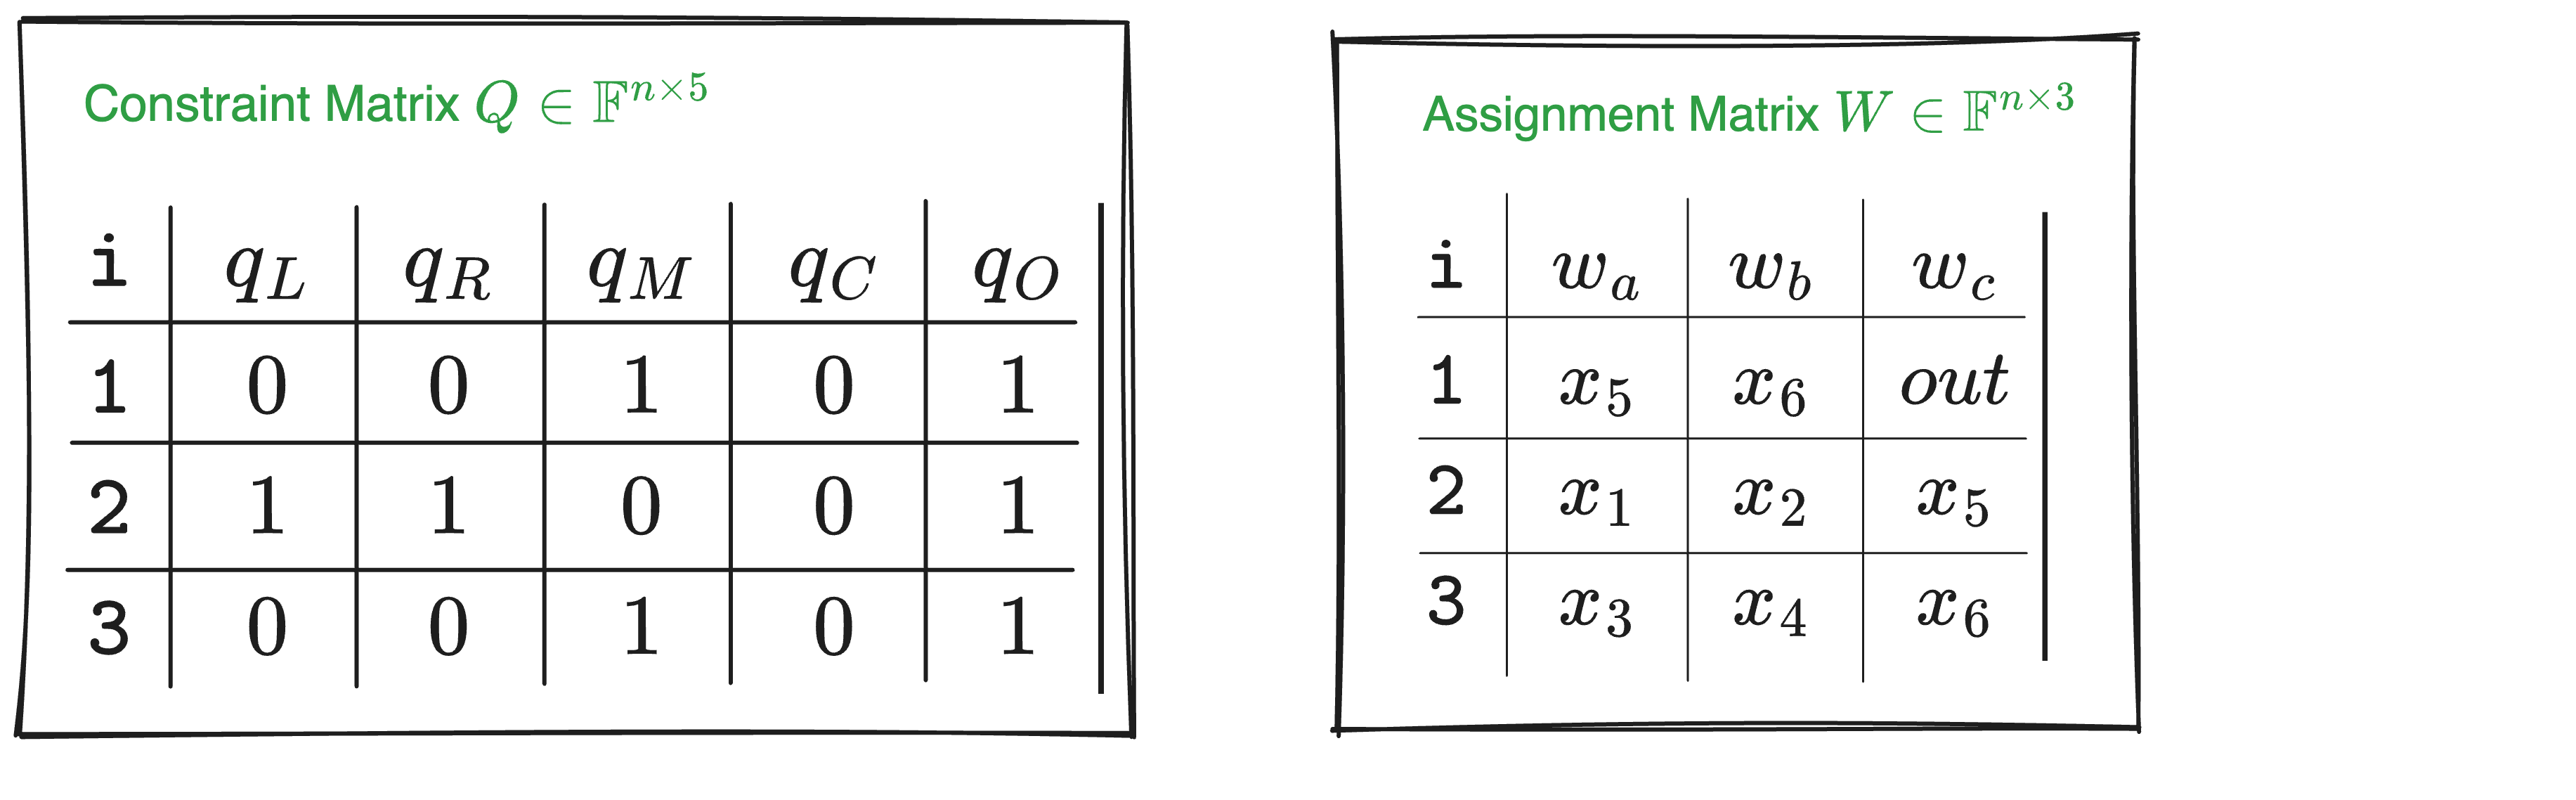 Constraint Matrix $Q \in \mathbb{F}^{n \times 5}$
i $q_L$ $q_R$ $q_M$ $q_C$ $q_O$
1 0 0 1 0 1
2 1 1 0 0 1
3 0 0 1 0 1
Assignment Matrix $W \in \mathbb{F}^{n \times 3}$
i $w_a$ $w_b$ $w_c$
1 $x_5$ $x_6$ $out$
2 $x_1$ $x_2$ $x_5$
3 $x_3$ $x_4$ $x_6$